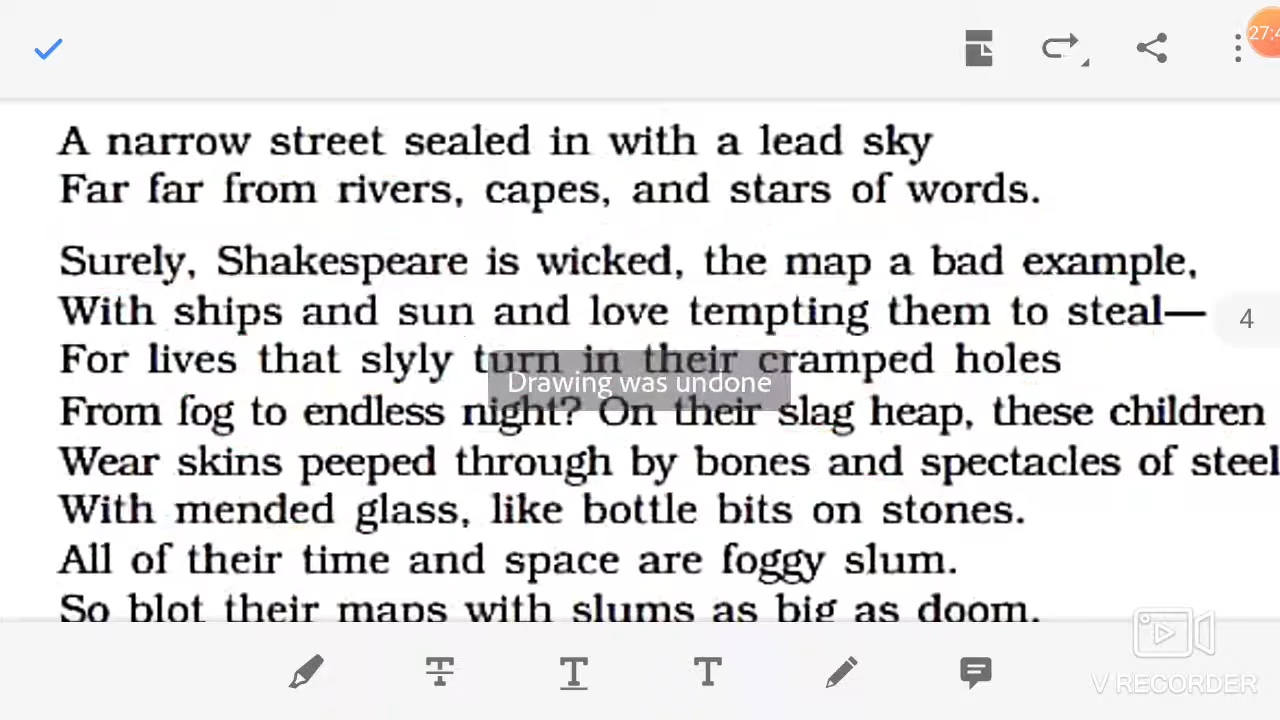 27:4
A narrow street sealed in with a lead sky
Far far from rivers, capes, and stars of words.
Surely, Shakespeare is wicked, the map a bad example,
With ships and sun and love tempting them to steal—
4
For lives that slyly turn in their cramped holes
Drawing was undone
From fog to endless night? On their slag heap, these children
Wear skins peeped through by bones and spectacles of steel
With mended glass, like bottle bits on stones.
All of their time and space are foggy slum.
So blot their maps with slums as big as doom.
V RECORDER